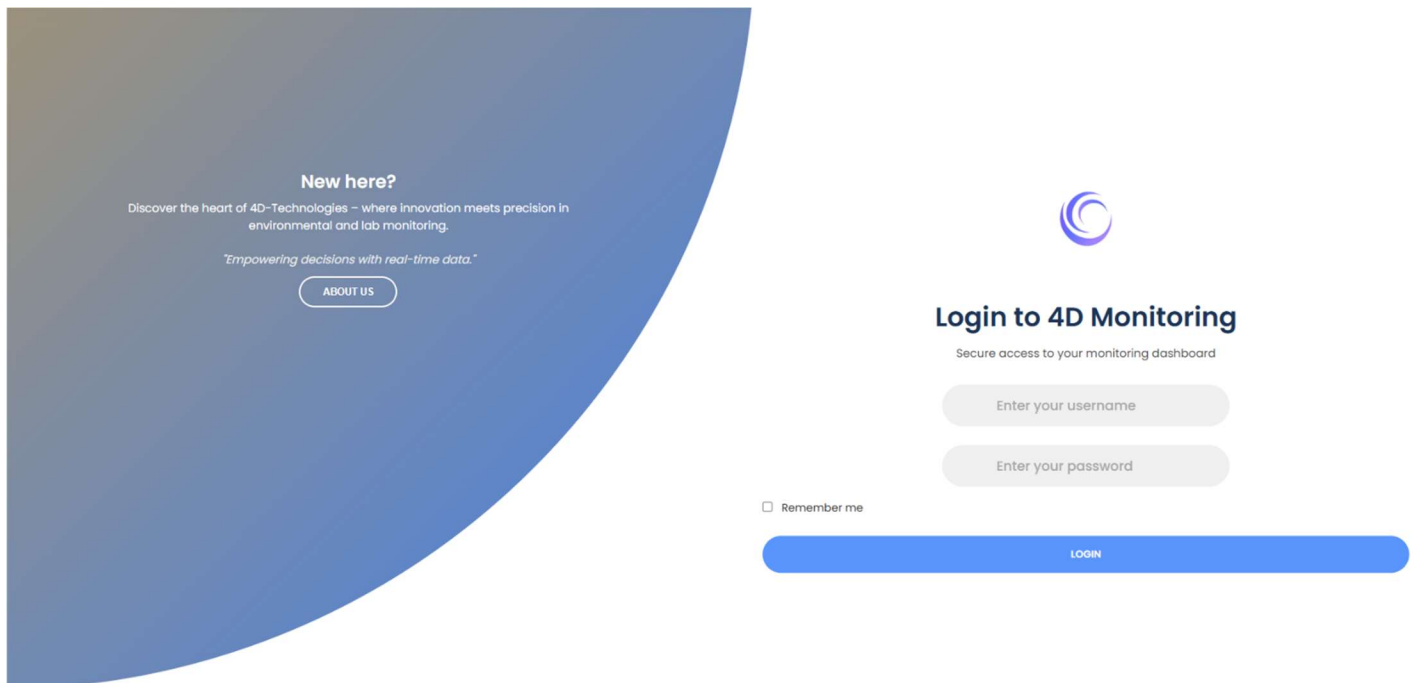 New here?
Discover the heart of 4D-Technologies – where innovation meets precision in
environmental and lab monitoring.
"Empowering decisions with real-time data."
ABOUT US
Login to 4D Monitoring
Secure access to your monitoring dashboard
Enter your username
Enter your password
Remember me
LOGIN